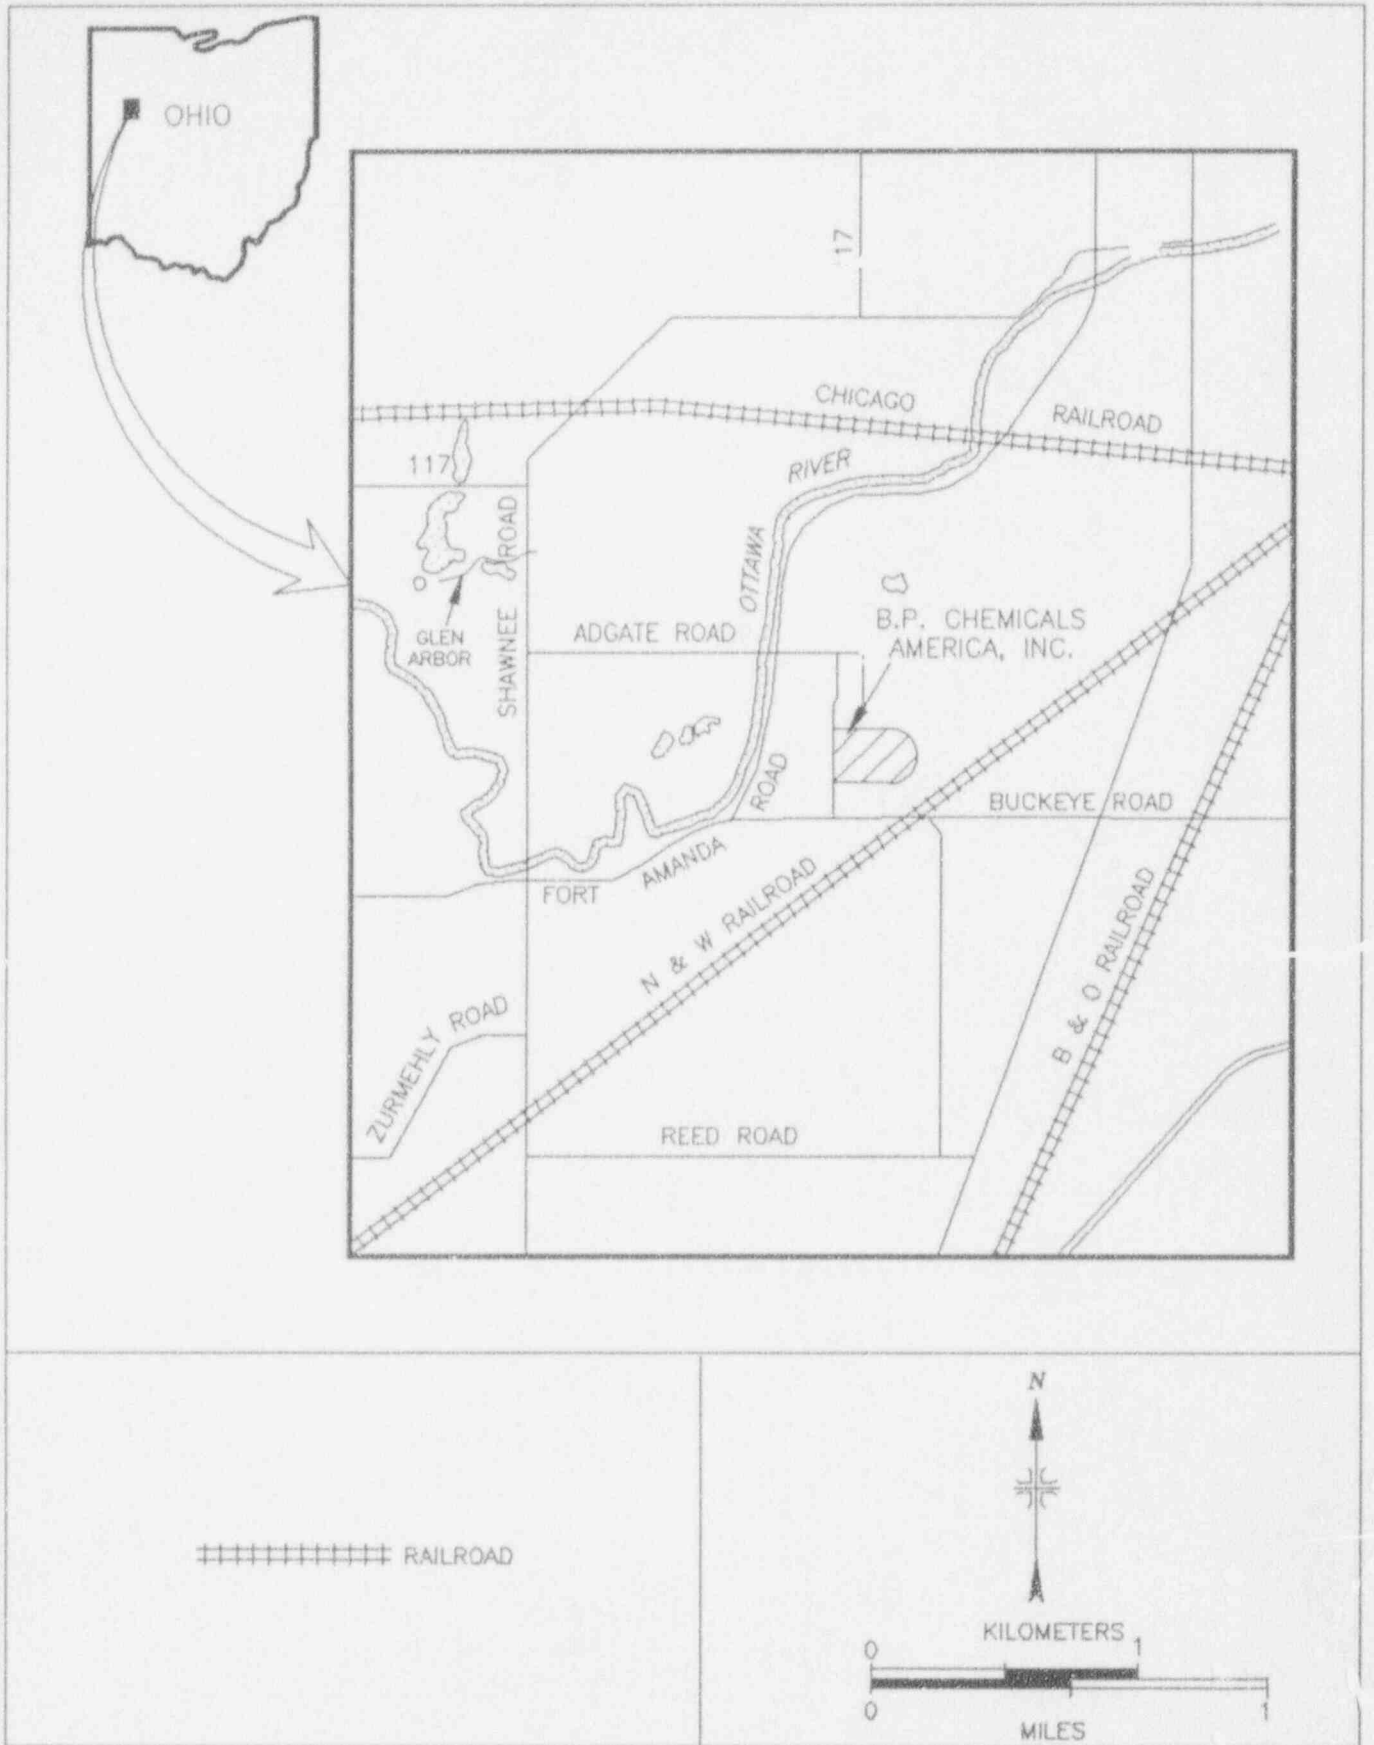 OHIO
17
CHICAGO
RAILROAD
117
RIVER
SHAWNEE ROAD
OTTAWA
GLEN
ARBOR
ADGATE ROAD
B.P. CHEMICALS
AMERICA, INC.
ROAD
BUCKEYE ROAD
FORT
AMANDA
N & W RAILROAD
B & O RAILROAD
ZURMEHLY ROAD
REED ROAD
RAILROAD
N
KILOMETERS
0
1
0
1
MILES